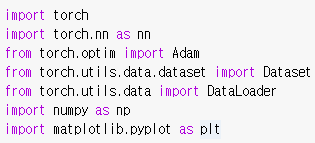 import torch
import torch.nn as nn
from torch.optim import Adam
from torch.utils.data.dataset import Dataset
from torch.utils.data import DataLoader
import numpy as np
import matplotlib.pyplot as plt